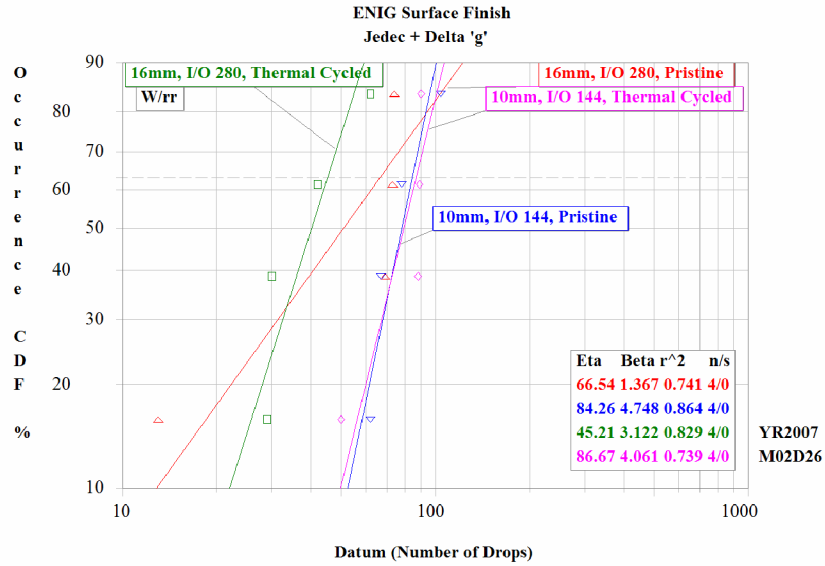 ENIG Surface Finish
Jedec + Delta 'g'
Occurrence CDF %
90
80
70
60
50
40
30
20
10
16mm, I/O 280, Thermal Cycled
16mm, I/O 280, Pristine
W/rr
10mm, I/O 144, Thermal Cycled
10mm, I/O 144, Pristine
Eta Beta r^2 n/s
66.54 1.367 0.741 4/0
84.26 4.748 0.864 4/0
45.21 3.122 0.829 4/0
86.67 4.061 0.739 4/0
YR2007
M02D26
10 100 1000
Datum (Number of Drops)